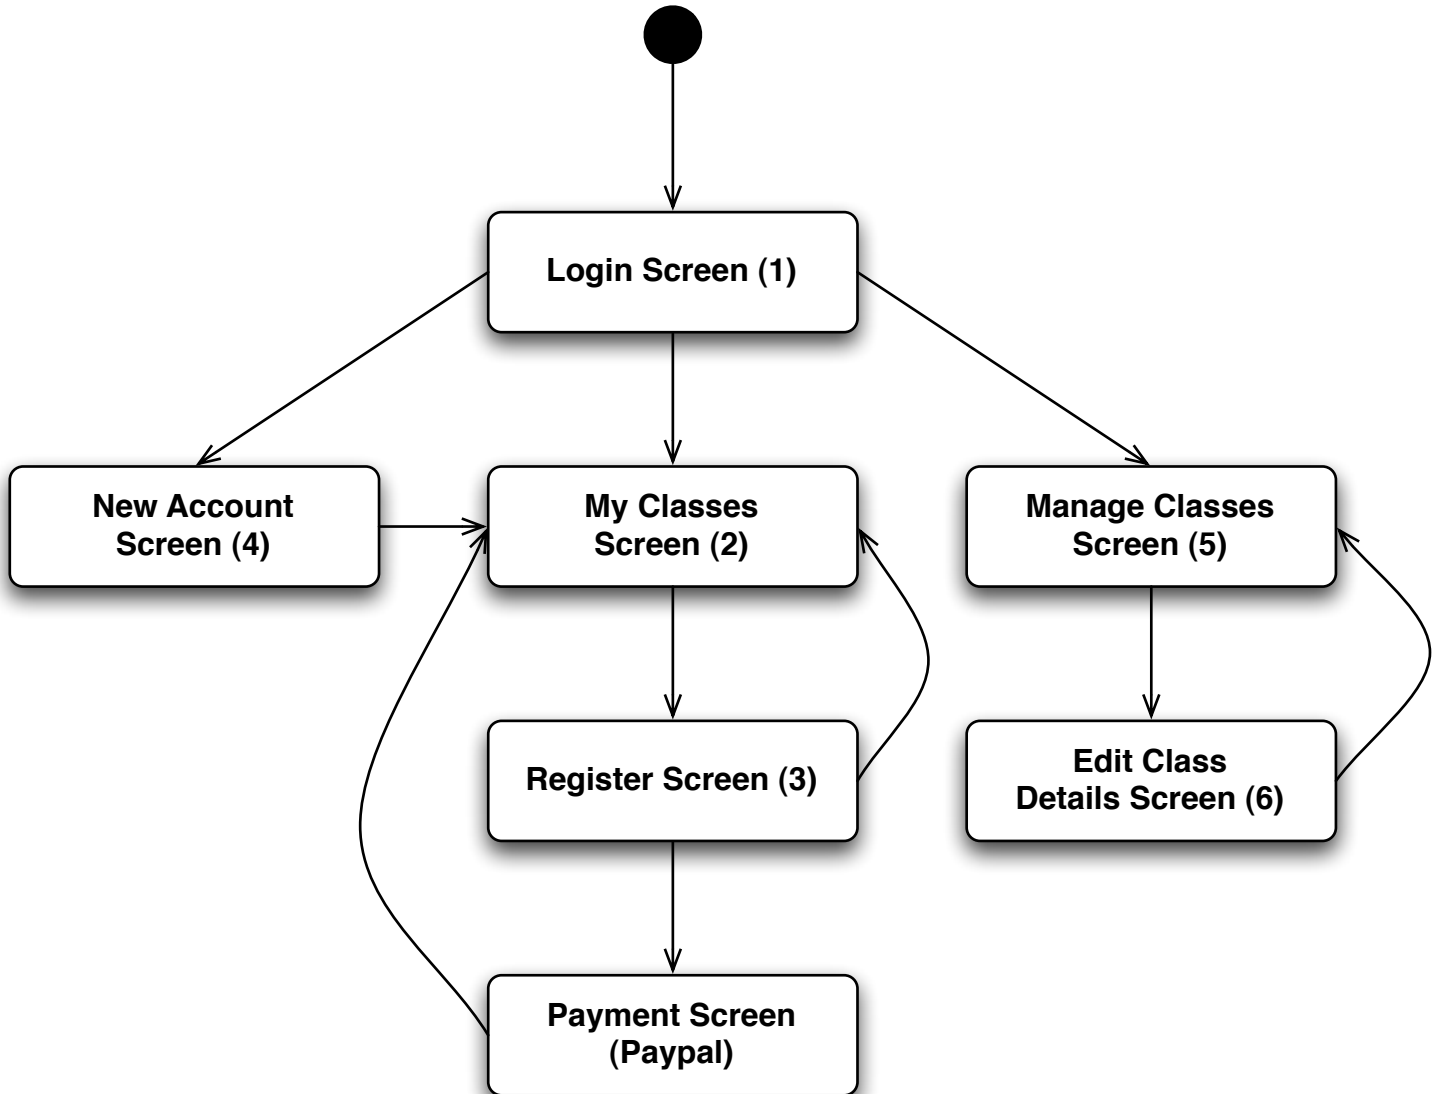 Login Screen (1)
New Account
Screen (4)
My Classes
Screen (2)
Manage Classes
Screen (5)
Register Screen (3)
Edit Class
Details Screen (6)
Payment Screen
(Paypal)